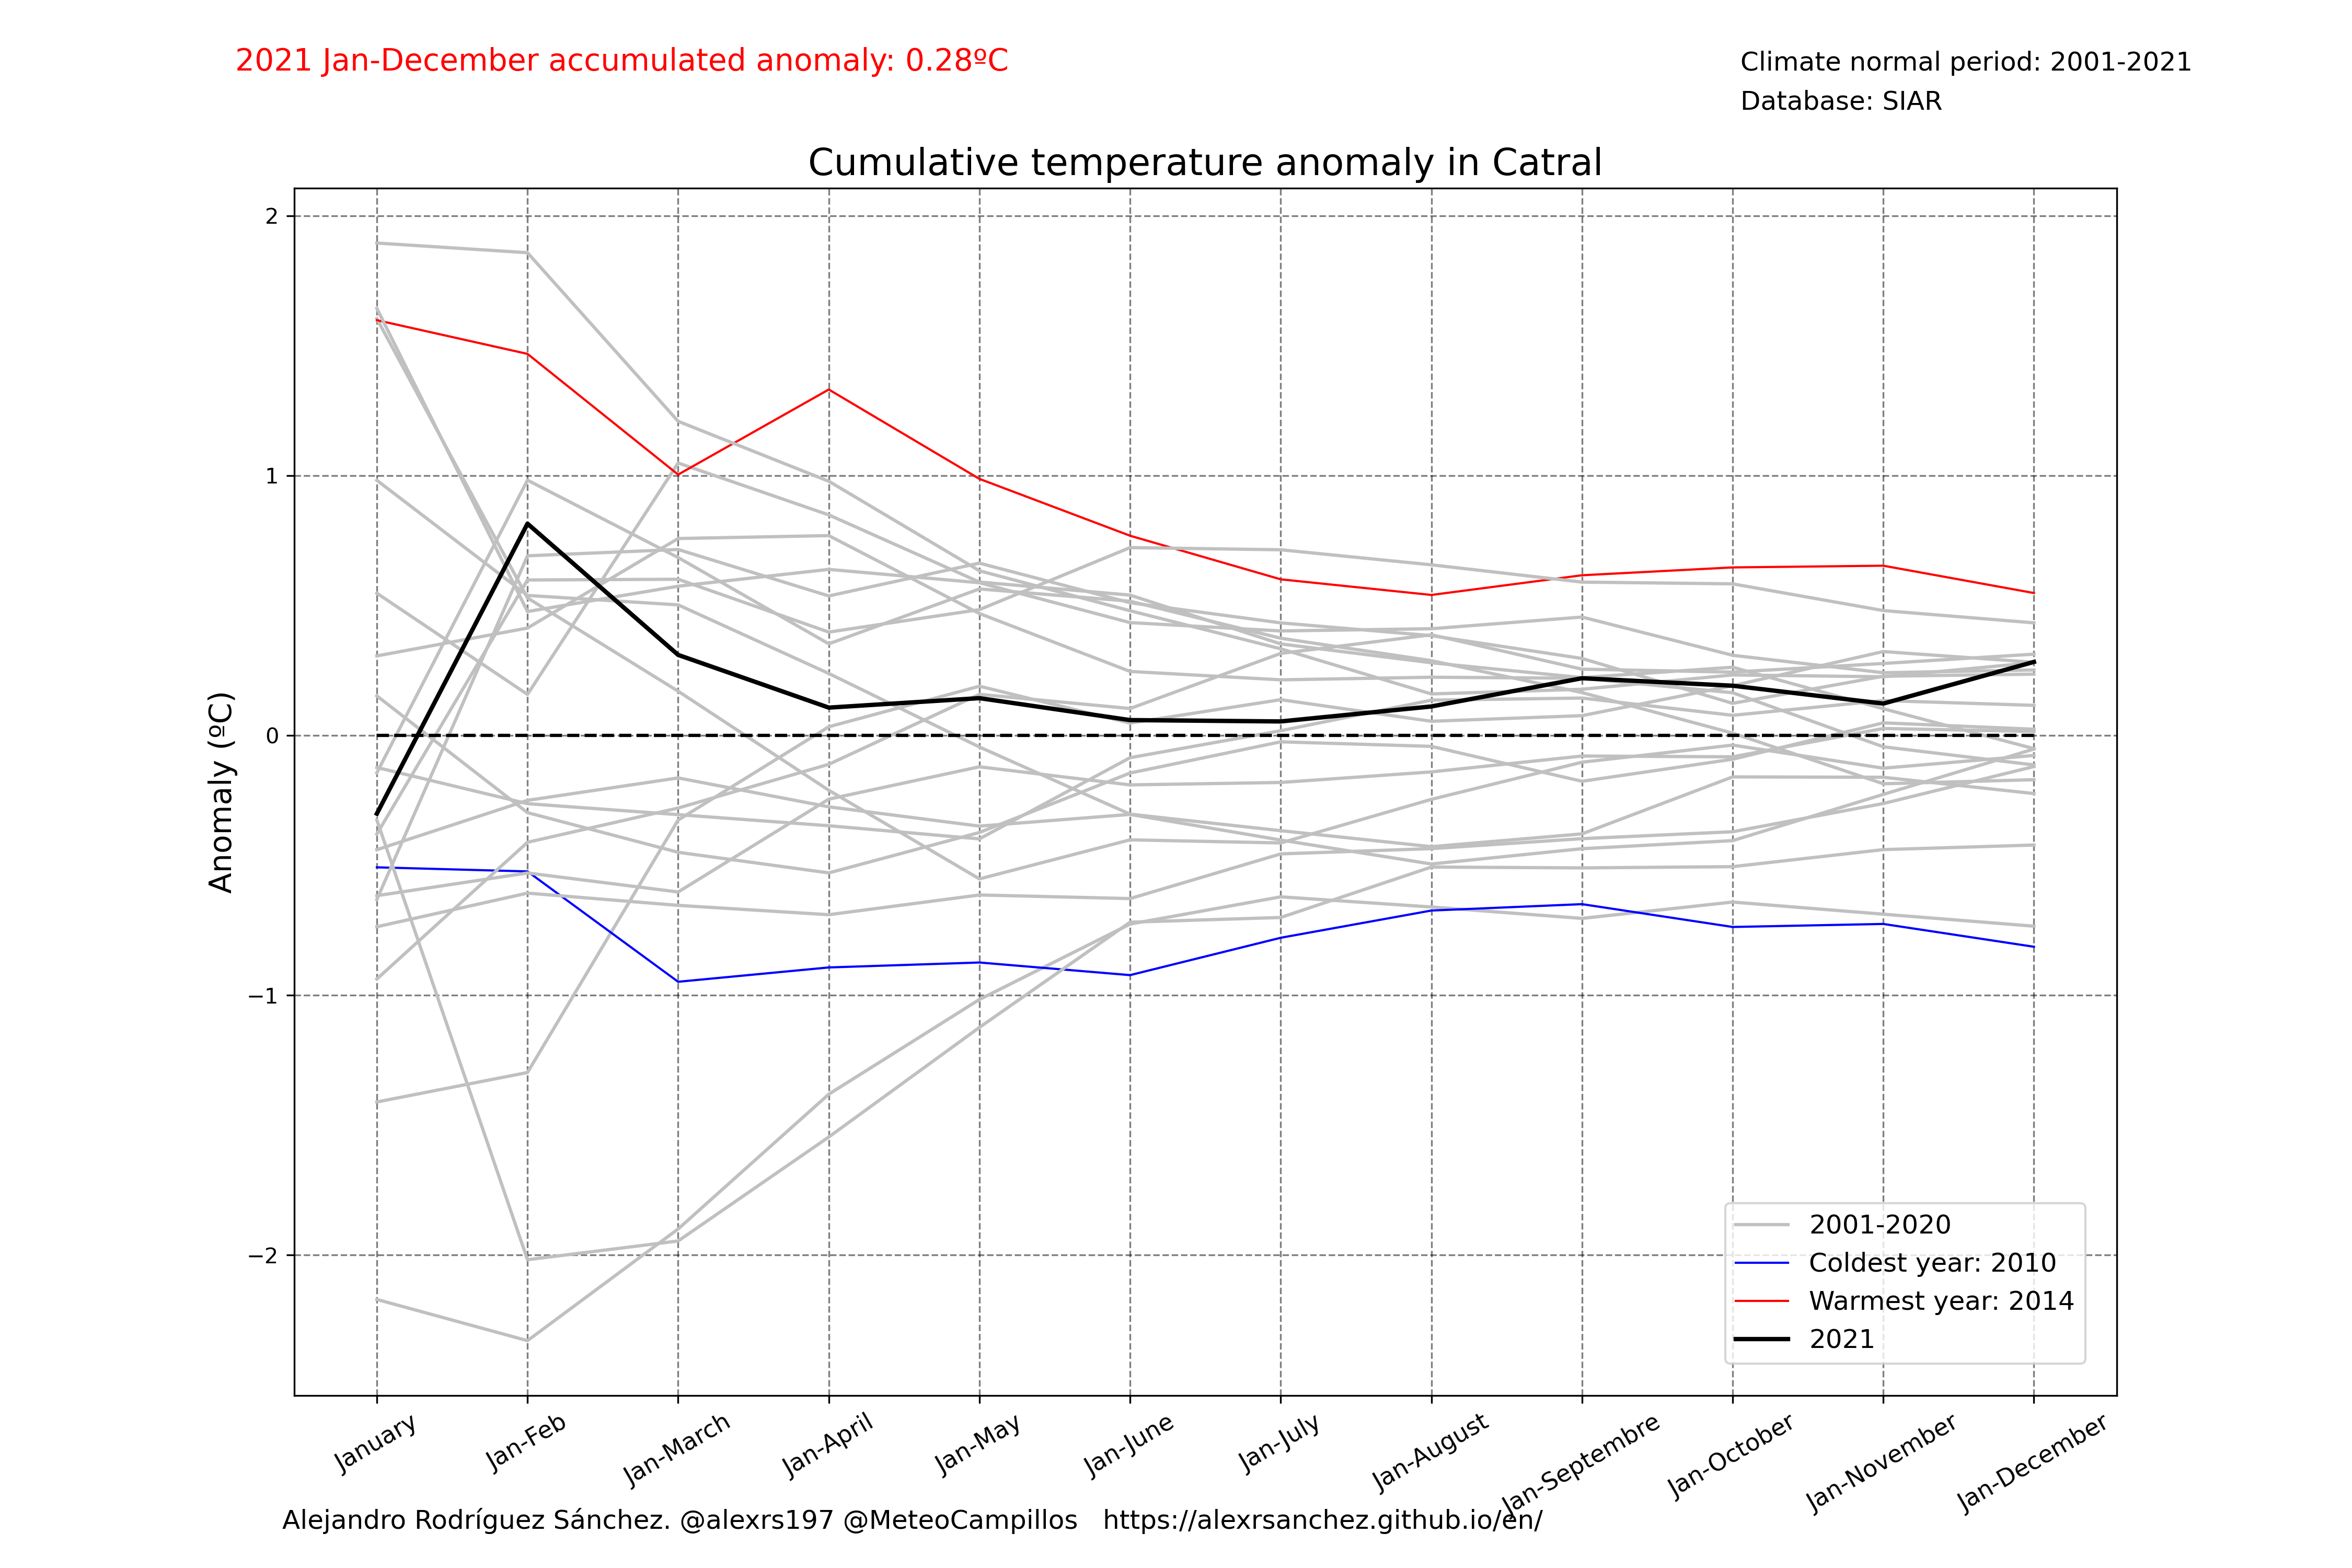 2021 Jan-December accumulated anomaly: 0.28ºC
Climate normal period: 2001-2021
Database: SIAR
Cumulative temperature anomaly in Catral
Anomaly (ºC)
2
1
0
−1
−2
2001-2020
Coldest year: 2010
Warmest year: 2014
2021
January
Jan-Feb
Jan-March
Jan-April
Jan-May
Jan-June
Jan-July
Jan-August
Jan-Septembre
Jan-October
Jan-November
Jan-December
Alejandro Rodríguez Sánchez. @alexrs197 @MeteoCampillos https://alexrsanchez.github.io/en/